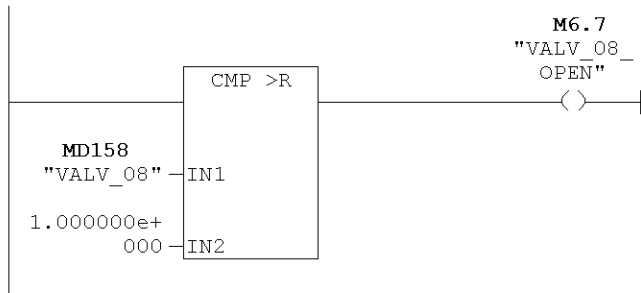 M6.7
"VALV_08_
OPEN"
CMP >R
MD158
"VALV_08"
IN1
1.000000e+
000
IN2